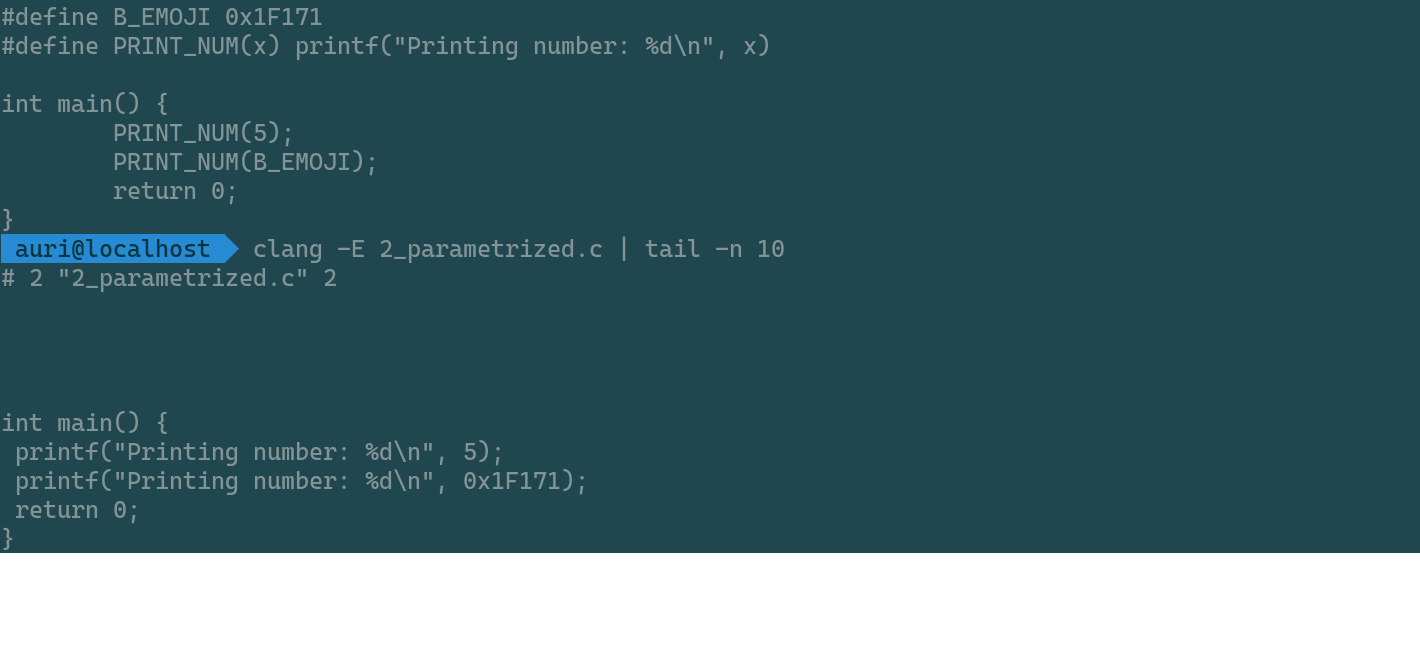 #define B_EMOJI 0x1F171
#define PRINT_NUM(x) printf("Printing number: %d\n", x)
int main() {
        PRINT_NUM(5);
        PRINT_NUM(B_EMOJI);
        return 0;
}
auri@localhost clang -E 2_parametrized.c | tail -n 10
# 2 "2_parametrized.c" 2
int main() {
 printf("Printing number: %d\n", 5);
 printf("Printing number: %d\n", 0x1F171);
 return 0;
}